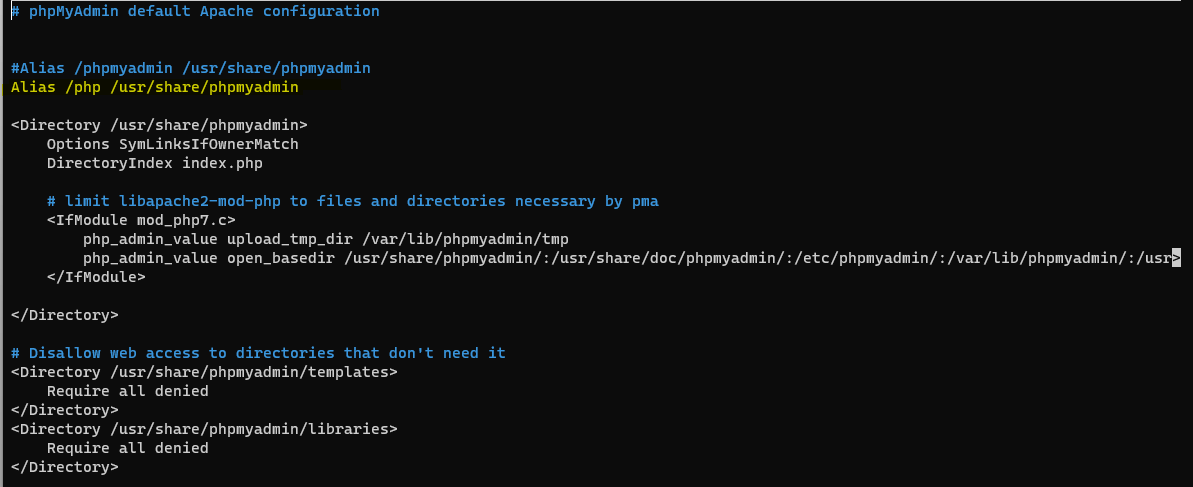 # phpMyAdmin default Apache configuration
#Alias /phpmyadmin /usr/share/phpmyadmin
Alias /php /usr/share/phpmyadmin
<Directory /usr/share/phpmyadmin>
    Options SymLinksIfOwnerMatch
    DirectoryIndex index.php
    # limit libapache2-mod-php to files and directories necessary by pma
    <IfModule mod_php7.c>
        php_admin_value upload_tmp_dir /var/lib/phpmyadmin/tmp
        php_admin_value open_basedir /usr/share/phpmyadmin/:/usr/share/doc/phpmyadmin/:/etc/phpmyadmin/:/var/lib/phpmyadmin/:/usr>
    </IfModule>
</Directory>
# Disallow web access to directories that don't need it
<Directory /usr/share/phpmyadmin/templates>
    Require all denied
</Directory>
<Directory /usr/share/phpmyadmin/libraries>
    Require all denied
</Directory>